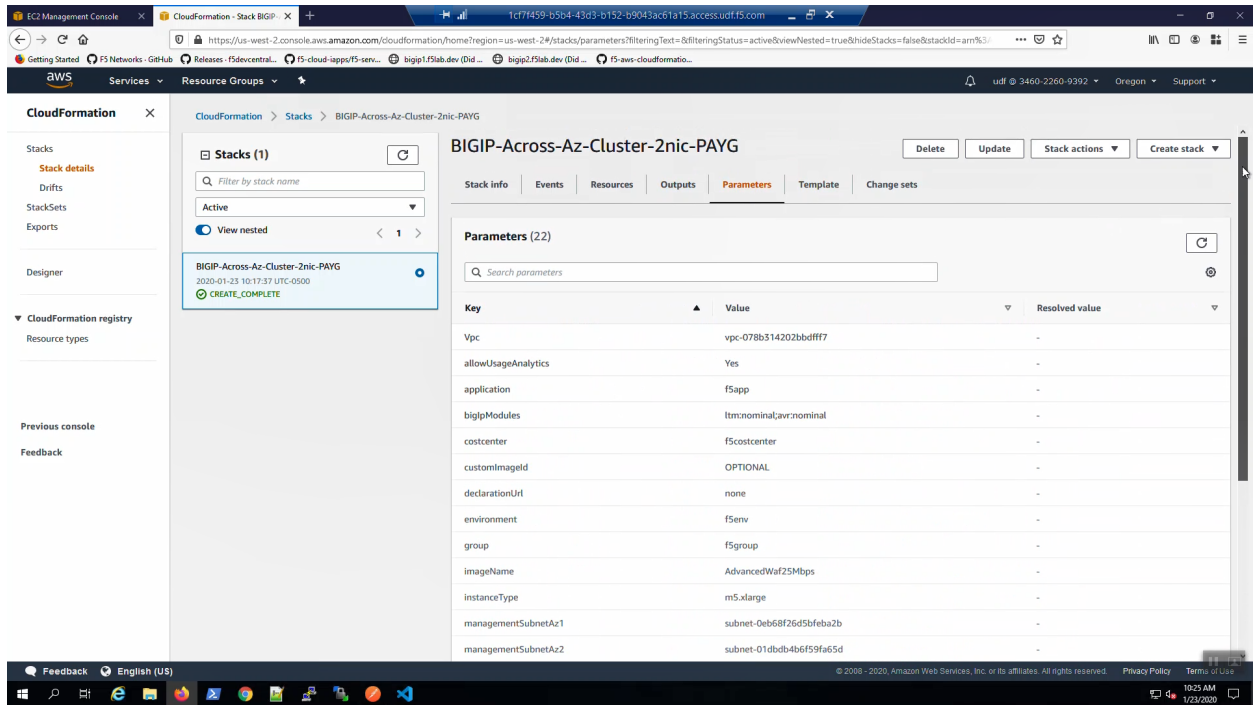 EC2 Management Console
CloudFormation - Stack BIGIP-
1cf7f459-b5b4-43d3-b152-b9043ac61a15.access.udf.f5.com
https://us-west-2.console.aws.amazon.com/cloudformation/home?region=us-west-2#/stacks/parameters?filteringText=&filteringStatus=active&viewNested=true&hideStacks=false&stackId=arn%3A
Getting Started
F5 Networks · GitHub
Releases · f5devcentral...
f5-cloud-iapps/f5-serv...
bigip1.f5lab.dev (Did ...
bigip2.f5lab.dev (Did ...
f5-aws-cloudformatio...
aws
Services
Resource Groups
udf @ 3460-2260-9392
Oregon
Support
CloudFormation
Stacks
Stack details
Drifts
StackSets
Exports
Designer
CloudFormation registry
Resource types
Previous console
Feedback
CloudFormation > Stacks > BIGIP-Across-Az-Cluster-2nic-PAYG
Stacks (1)
Filter by stack name
Active
View nested
1
BIGIP-Across-Az-Cluster-2nic-PAYG
2020-01-23 10:17:37 UTC-0500
CREATE_COMPLETE
BIGIP-Across-Az-Cluster-2nic-PAYG
Delete
Update
Stack actions
Create stack
Stack info
Events
Resources
Outputs
Parameters
Template
Change sets
Parameters (22)
Search parameters
Key Value Resolved value
Vpc vpc-078b314202bbdfff7 -
allowUsageAnalytics Yes -
application f5app -
bigIpModules ltm:nominal;avr:nominal -
costcenter f5costcenter -
customImageId OPTIONAL -
declarationUrl none -
environment f5env -
group f5group -
imageName AdvancedWaf25Mbps -
instanceType m5.xlarge -
managementSubnetAz1 subnet-0eb68f26d5bfeba2b -
managementSubnetAz2 subnet-01dbdb4b6f59fa65d -
Feedback
English (US)
© 2008 - 2020, Amazon Web Services, Inc. or its affiliates. All rights reserved.
Privacy Policy
Terms of Use
10:25 AM
1/23/2020